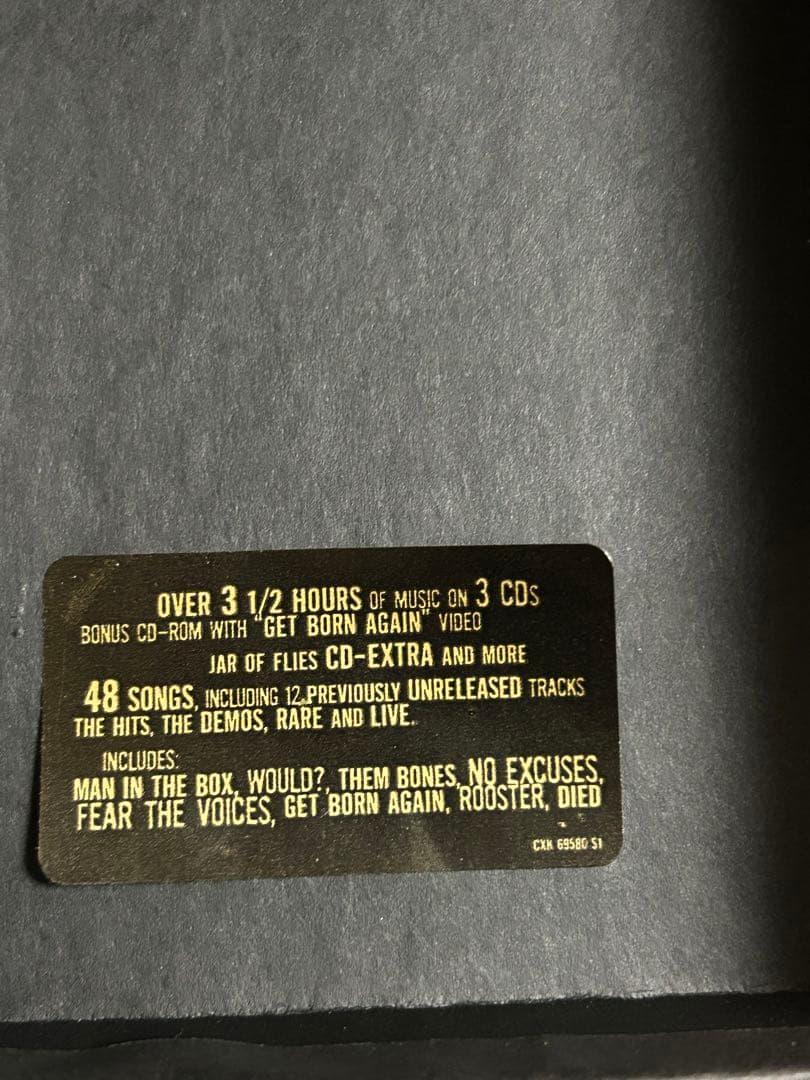 OVER 3 1/2 HOURS OF MUSIC ON 3 CDs
BONUS CD-ROM WITH "GET BORN AGAIN" VIDEO
JAR OF FLIES CD-EXTRA AND MORE
48 SONGS, INCLUDING 12 PREVIOUSLY UNRELEASED TRACKS
THE HITS, THE DEMOS, RARE AND LIVE.
INCLUDES:
MAN IN THE BOX, WOULD?, THEM BONES, NO EXCUSES,
FEAR THE VOICES, GET BORN AGAIN, ROOSTER, DIED
CXK 69580 S1